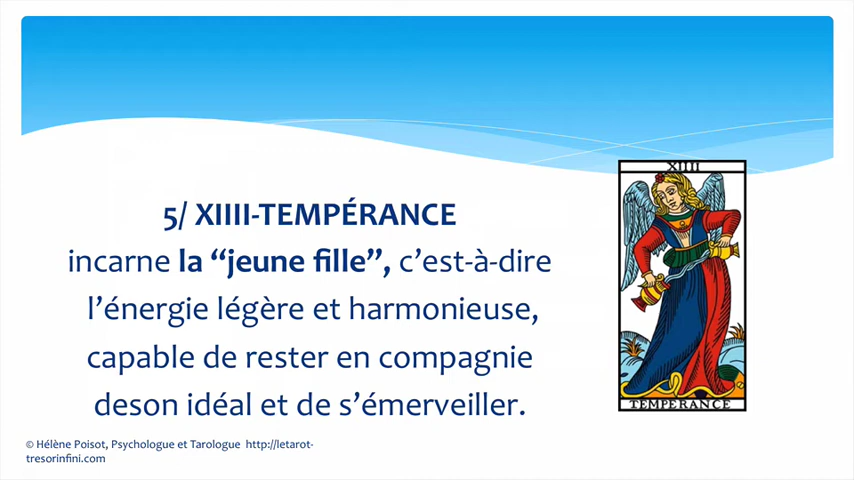 5/ XIIII-TEMPÉRANCE
incarne la “jeune fille”, c’est-à-dire
l’énergie légère et harmonieuse,
capable de rester en compagnie
deson idéal et de s’émerveiller.
XIIII
TEMPERANCE
© Hélène Poisot, Psychologue et Tarologue http://letarot-
tresorinfini.com